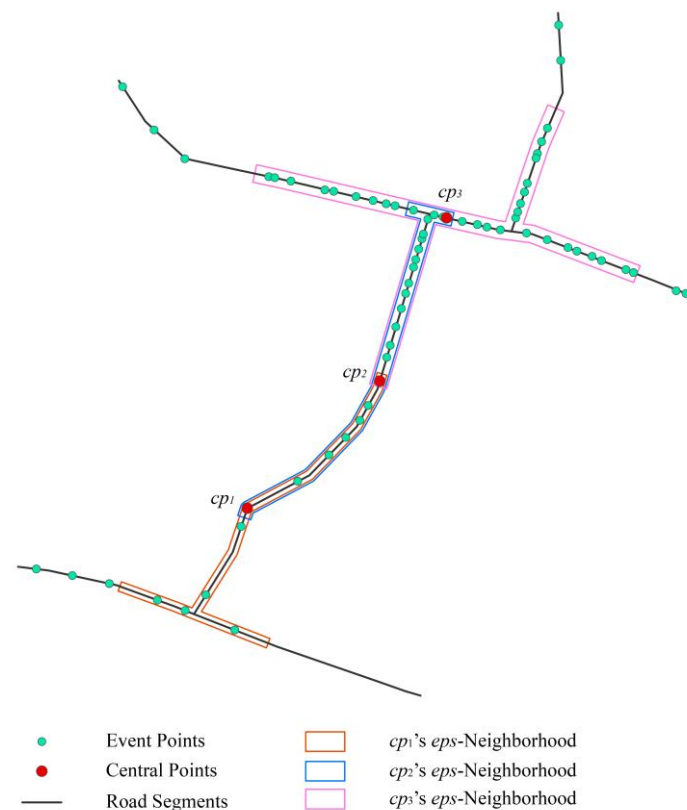 cp3
cp2
cp1
Event Points
cp1's eps-Neighborhood
Central Points
cp2's eps-Neighborhood
Road Segments
cp3's eps-Neighborhood